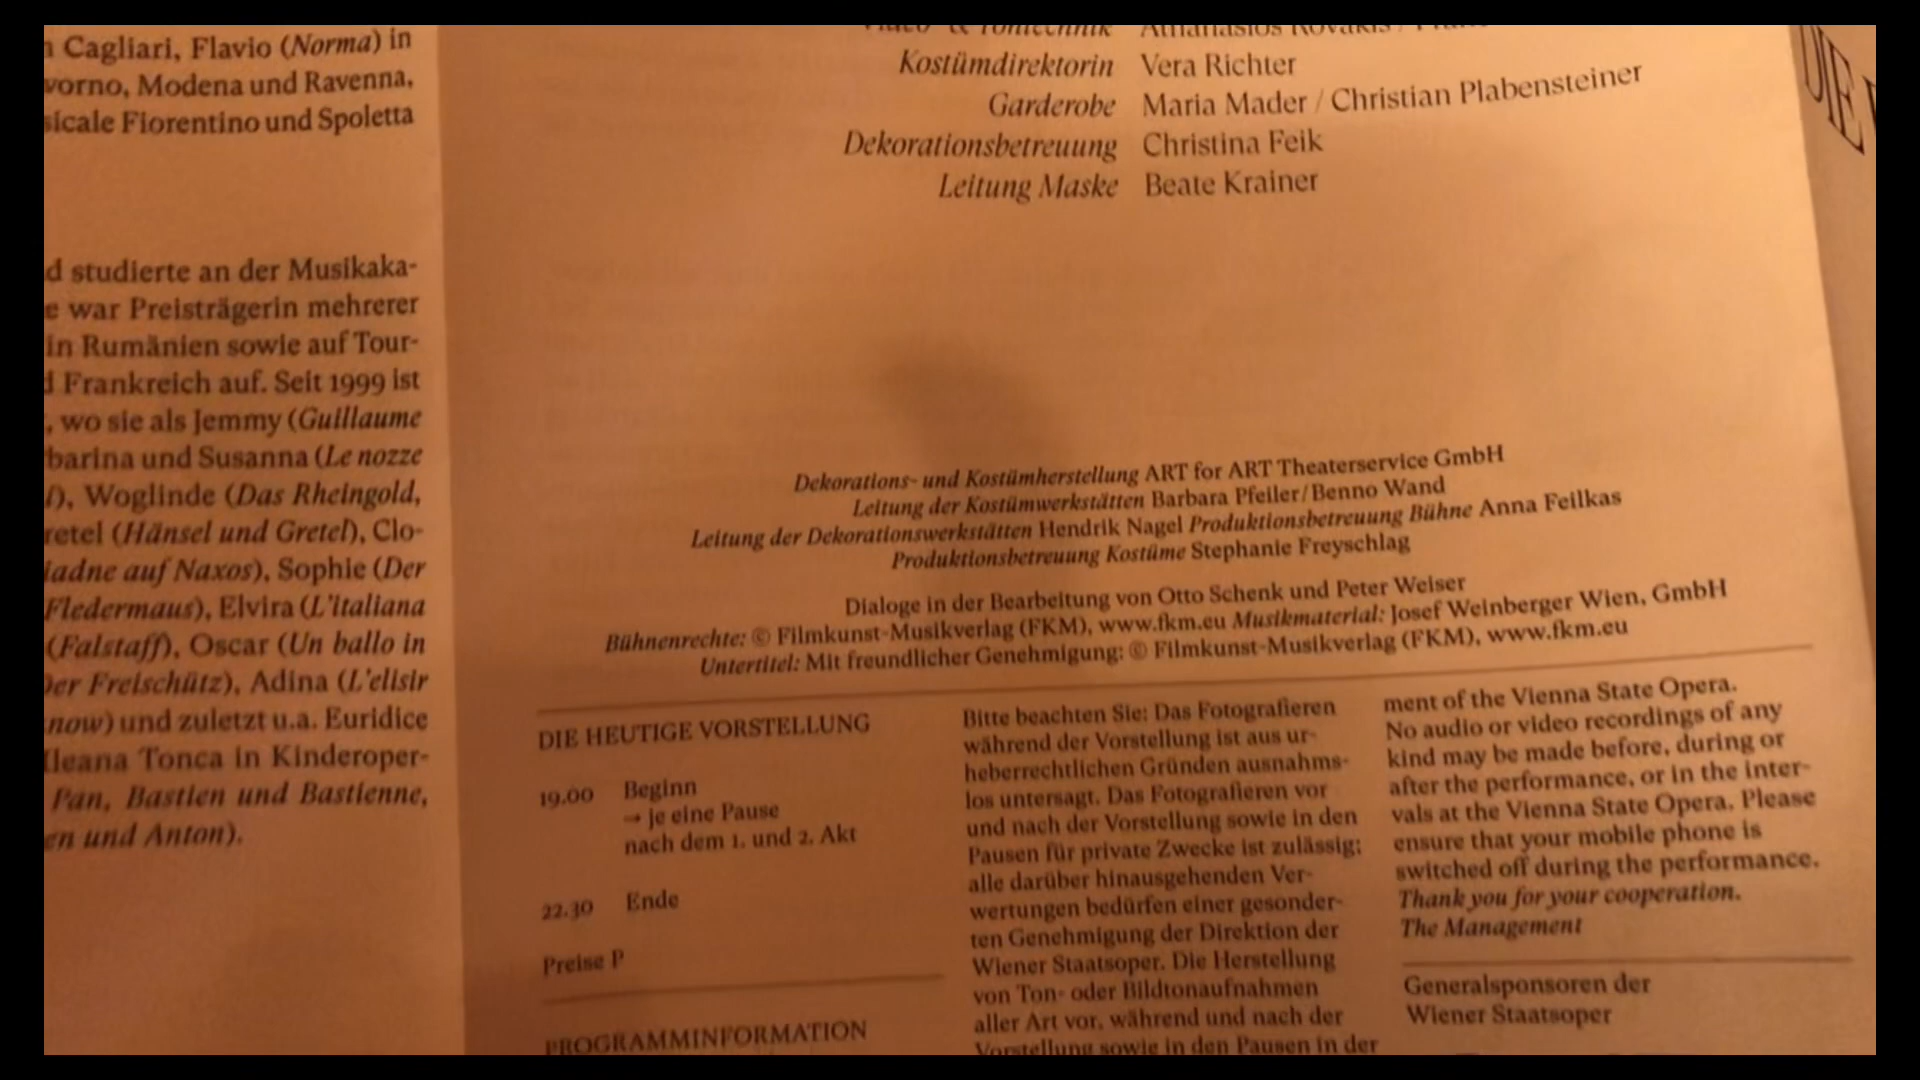 Cagliari, Flavio (Norma) in
vorno, Modena und Ravenna,
sicale Fiorentino und Spoletta
d studierte an der Musikaka-
e war Preisträgerin mehrerer
in Rumänien sowie auf Tour-
d Frankreich auf. Seit 1999 ist
, wo sie als Jemmy (Guillaume
barina und Susanna (Le nozze
), Woglinde (Das Rheingold,
retel (Hänsel und Gretel), Clo-
iadne auf Naxos), Sophie (Der
Fledermaus), Elvira (L'italiana
(Falstaff), Oscar (Un ballo in
Der Freischütz), Adina (L'elisir
now) und zuletzt u.a. Euridice
Ileana Tonca in Kinderoper-
Pan, Bastien und Bastienne,
en und Anton).
Kostümdirektorin Vera Richter
Garderobe Maria Mader / Christian Plabensteiner
Dekorationsbetreuung Christina Feik
Leitung Maske Beate Krainer
Dekorations- und Kostümherstellung ART for ART Theaterservice GmbH
Leitung der Kostümwerkstätten Barbara Pfeiler/Benno Wand
Leitung der Dekorationswerkstätten Hendrik Nagel Produktionsbetreuung Bühne Anna Feilkas
Produktionsbetreuung Kostüme Stephanie Freyschlag
Dialoge in der Bearbeitung von Otto Schenk und Peter Weiser
Bühnenrechte: © Filmkunst-Musikverlag (FKM), www.fkm.eu Musikmaterial: Josef Weinberger Wien, GmbH
Untertitel: Mit freundlicher Genehmigung: © Filmkunst-Musikverlag (FKM), www.fkm.eu
DIE HEUTIGE VORSTELLUNG
19.00 Beginn
→ je eine Pause
nach dem 1. und 2. Akt
22.30 Ende
Preise P
PROGRAMMINFORMATION
Bitte beachten Sie: Das Fotografieren
während der Vorstellung ist aus ur-
heberrechtlichen Gründen ausnahms-
los untersagt. Das Fotografieren vor
und nach der Vorstellung sowie in den
Pausen für private Zwecke ist zulässig;
alle darüber hinausgehenden Ver-
wertungen bedürfen einer gesonder-
ten Genehmigung der Direktion der
Wiener Staatsoper. Die Herstellung
von Ton- oder Bildtonaufnahmen
aller Art vor, während und nach der
Vorstellung sowie in den Pausen in der
ment of the Vienna State Opera.
No audio or video recordings of any
kind may be made before, during or
after the performance, or in the inter-
vals at the Vienna State Opera. Please
ensure that your mobile phone is
switched off during the performance.
Thank you for your cooperation.
The Management
Generalsponsoren der
Wiener Staatsoper
DIE